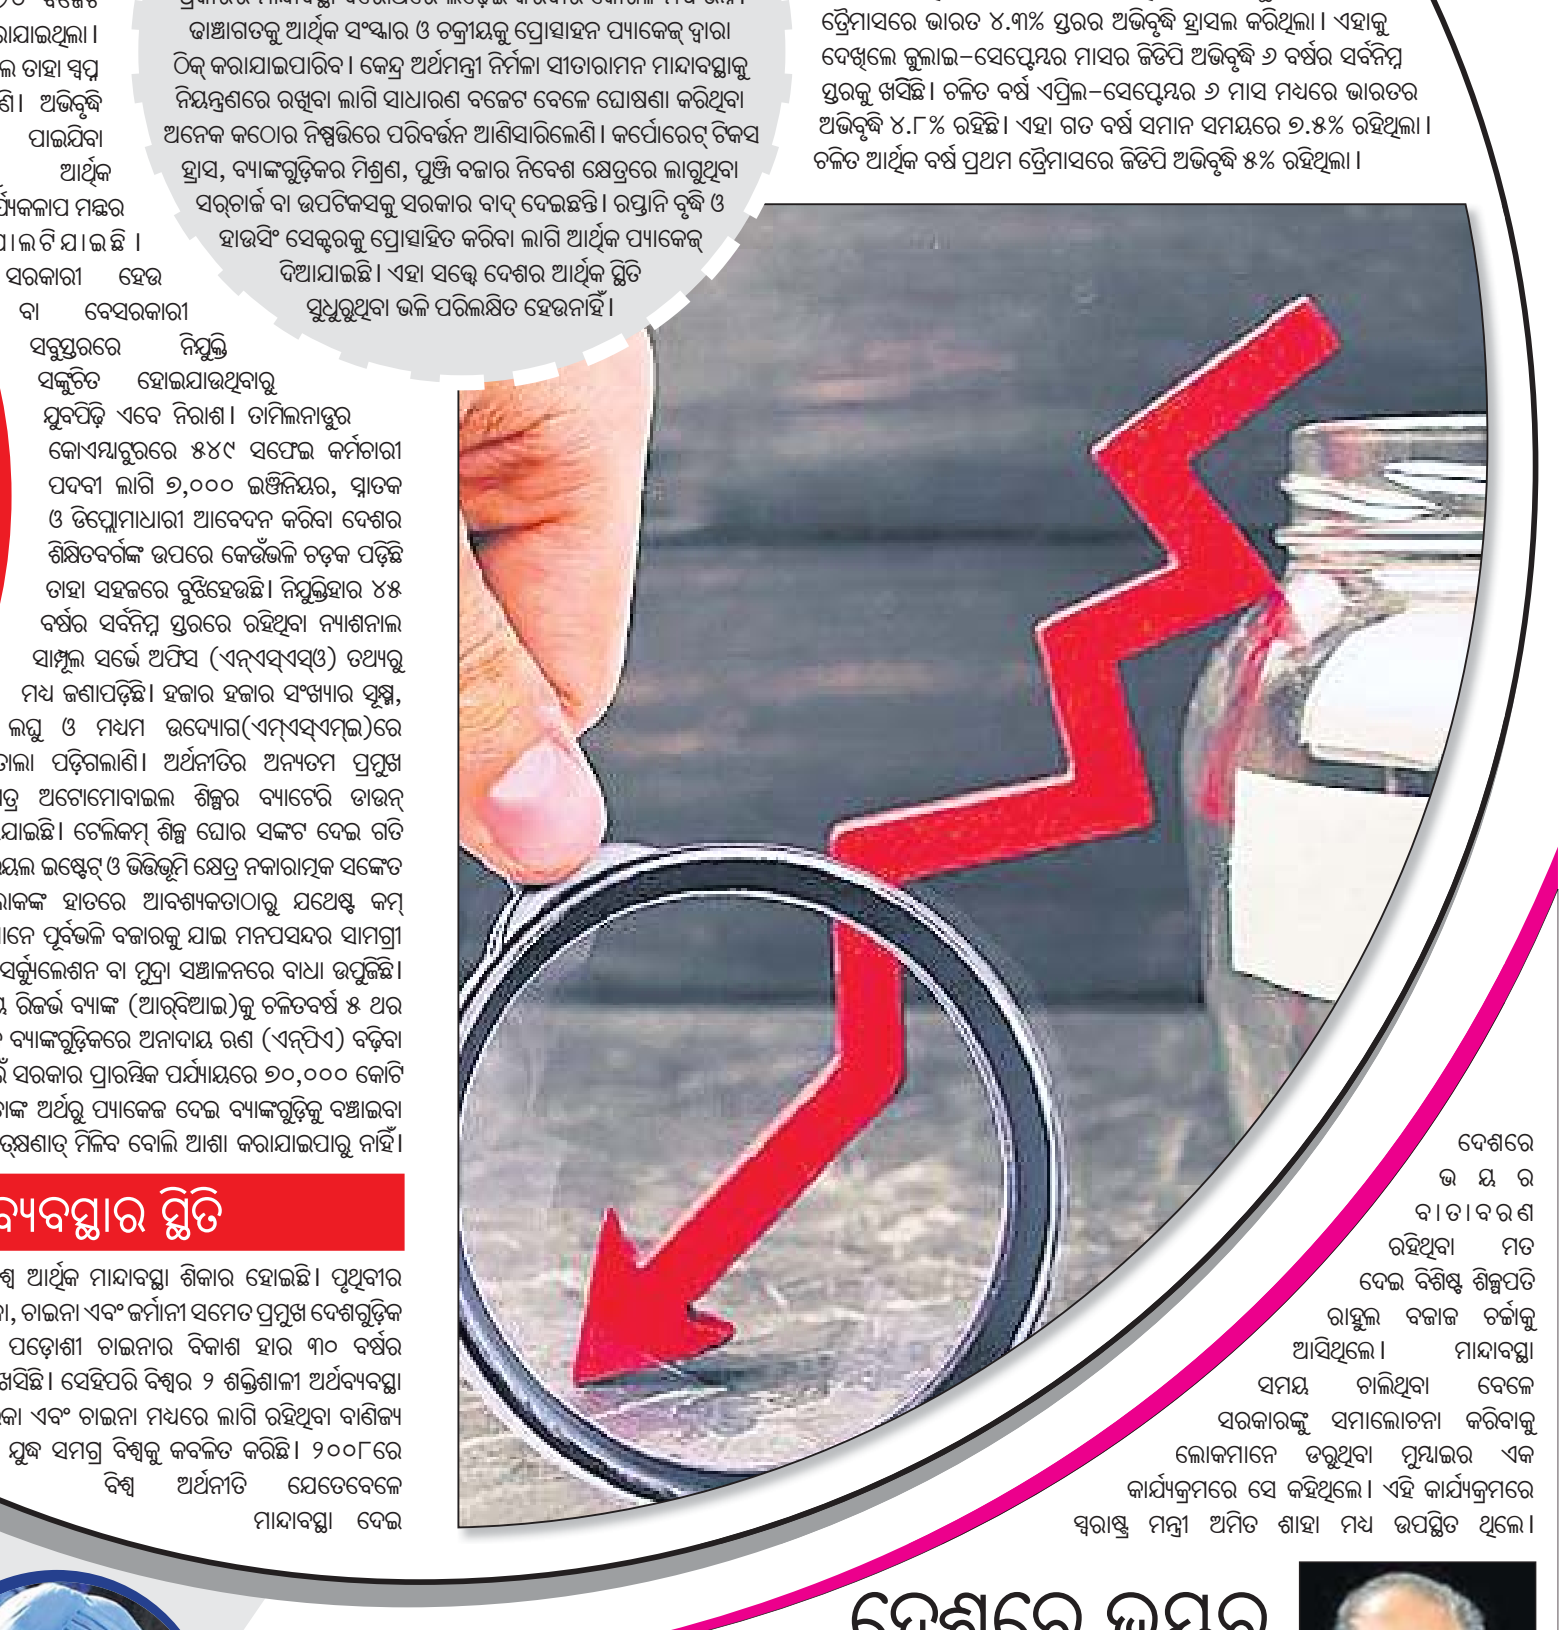 ବଜେଟ
ତାହା ସ୍ୱପ୍ନ
ଅଭିବୃଦ୍ଧି
ପାଇଯିବା
ଆର୍ଥିକ
ମନ୍ଥର
ସରକାରୀ ହେଉ
ବା ବେସରକାରୀ
ସବୁସ୍ତରରେ ନିଯୁକ୍ତି
ସଙ୍କୁଚିତ ହୋଇଯାଉଥିବାରୁ
ଯୁବପିଢ଼ି ଏବେ ନିରାଶ। ତାମିଲନାଡୁର
କୋଏମ୍ବାଟୁରରେ ୫୪୯ ସଫେଇ କର୍ମଚାରୀ
ପଦବୀ ଲାଗି ୭,୦୦୦ ଇଞ୍ଜିନିୟର, ସ୍ନାତକ
ଓ ଡିପ୍ଲୋମାଧାରୀ ଆବେଦନ କରିବା ଦେଶର
ଶିକ୍ଷିତବର୍ଗଙ୍କ ଉପରେ କେଉଁଭଳି ଚଡ଼କ ପଡ଼ିଛି
ତାହା ସହଜରେ ବୁଝିହେଉଛି। ନିଯୁକ୍ତିହାର ୪୫
ବର୍ଷର ସର୍ବନିମ୍ନ ସ୍ତରରେ ରହିଥିବା ନ୍ୟାଶନାଲ
ସାମ୍ପୂଲ ସର୍ଭେ ଅଫିସ (ଏନ୍‌ଏସ୍‌ଏସ୍‌ଓ) ତଥ୍ୟରୁ
ମଧ୍ୟ ଜଣାପଡ଼ିଛି। ହଜାର ହଜାର ସଂଖ୍ୟାର ସୂକ୍ଷ୍ମ,
ଲଘୁ ଓ ମଧ୍ୟମ ଉଦ୍ୟୋଗ(ଏମ୍‌ଏସ୍‌ଏମ୍‌ଇ)ରେ
ପଡ଼ିଗଲାଣି। ଅର୍ଥନୀତିର ଅନ୍ୟତମ ପ୍ରମୁଖ
ଅଟୋମୋବାଇଲ ଶିଳ୍ପର ବ୍ୟାଟେରି ଡାଉନ୍
ଟେଲିକମ୍ ଶିଳ୍ପ ଘୋର ସଙ୍କଟ ଦେଇ ଗତି
ଇଷ୍ଟେଟ୍ ଓ ଭିତ୍ତିଭୂମି କ୍ଷେତ୍ର ନକାରାତ୍ମକ ସଙ୍କେତ
ହାତରେ ଆବଶ୍ୟକତାଠାରୁ ଯଥେଷ୍ଟ କମ୍
ପୂର୍ବଭଳି ବଜାରକୁ ଯାଇ ମନପସନ୍ଦର ସାମଗ୍ରୀ
ସର୍କ୍ୟୁଲେଶନ ବା ମୁଦ୍ରା ସଞ୍ଚାଳନରେ ବାଧା ଉପୁଜିଛି।
ରିଜର୍ଭ ବ୍ୟାଙ୍କ (ଆର୍‌ବିଆଇ)କୁ ଚଳିତବର୍ଷ ୫ ଥର
ବ୍ୟାଙ୍କଗୁଡ଼ିକରେ ଅନାଦାୟ ଋଣ (ଏନ୍‌ପିଏ) ବଢ଼ିବା
ସରକାର ପ୍ରାରମ୍ଭିକ ପର୍ଯ୍ୟାୟରେ ୭୦,୦୦୦ କୋଟି
ଅର୍ଥରୁ ପ୍ୟାକେଜ ଦେଇ ବ୍ୟାଙ୍କଗୁଡ଼ିକୁ ବଞ୍ଚାଇବା
ମିଳିବ ବୋଲି ଆଶା କରାଯାଇପାରୁ ନାହିଁ।
ବ୍ୟବସ୍ଥାର ସ୍ଥିତି
ଆର୍ଥିକ ମାନ୍ଦାବସ୍ଥା ଶିକାର ହୋଇଛି। ପୃଥିବୀର
ଚାଇନା ଏବଂ ଜର୍ମାନୀ ସମେତ ପ୍ରମୁଖ ଦେଶଗୁଡ଼ିକ
ପଡ଼ୋଶୀ ଚାଇନାର ବିକାଶ ହାର ୩୦ ବର୍ଷର
ଖସିଛି। ସେହିପରି ବିଶ୍ୱର ୨ ଶକ୍ତିଶାଳୀ ଅର୍ଥବ୍ୟବସ୍ଥା
ଏବଂ ଚାଇନା ମଧ୍ୟରେ ଲାଗି ରହିଥିବା ବାଣିଜ୍ୟ
ଯୁଦ୍ଧ ସମଗ୍ର ବିଶ୍ୱକୁ କବଳିତ କରିଛି। ୨୦୦୮ରେ
ବିଶ୍ୱ ଅର୍ଥନୀତି ଯେତେବେଳେ
ମାନ୍ଦାବସ୍ଥା ଦେଇ
ଢାଞ୍ଚାଗତକୁ ଆର୍ଥିକ ସଂସ୍କାର ଓ ଚକ୍ରୀୟକୁ ପ୍ରୋତ୍ସାହନ ପ୍ୟାକେଜ୍ ଦ୍ୱାରା
ଠିକ୍ କରାଯାଇପାରିବ। କେନ୍ଦ୍ର ଅର୍ଥମନ୍ତ୍ରୀ ନିର୍ମଳା ସୀତାରାମନ ମାନ୍ଦାବସ୍ଥାକୁ
ନିୟନ୍ତ୍ରଣରେ ରଖିବା ଲାଗି ସାଧାରଣ ବଜେଟ ବେଳେ ଘୋଷଣା କରିଥିବା
ଅନେକ କଠୋର ନିଷ୍ପତ୍ତିରେ ପରିବର୍ତ୍ତନ ଆଣିସାରିଲେଣି। କର୍ପୋରେଟ୍ ଟିକସ
ହ୍ରାସ, ବ୍ୟାଙ୍କଗୁଡ଼ିକର ମିଶ୍ରଣ, ପୁଞ୍ଜି ବଜାର ନିବେଶ କ୍ଷେତ୍ରରେ ଲାଗୁଥିବା
ସର୍‌ଚାର୍ଜ ବା ଉପଟିକସକୁ ସରକାର ବାଦ୍ ଦେଇଛନ୍ତି। ରପ୍ତାନି ବୃଦ୍ଧି ଓ
ହାଉସିଂ ସେକ୍ଟରକୁ ପ୍ରୋତ୍ସାହିତ କରିବା ଲାଗି ଆର୍ଥିକ ପ୍ୟାକେଜ୍
ଦିଆଯାଇଛି। ଏହା ସତ୍ତ୍ୱେ ଦେଶର ଆର୍ଥିକ ସ୍ଥିତି
ସୁଧୁରୁଥିବା ଭଳି ପରିଲକ୍ଷିତ ହେଉନାହିଁ।
ତ୍ରୈମାସରେ ଭାରତ ୪.୩% ସ୍ତରର ଅଭିବୃଦ୍ଧି ହାସଲ କରିଥିଲା। ଏହାକୁ
ଦେଖିଲେ ଜୁଲାଇ–ସେପ୍ଟେମ୍ବର ମାସର ଜିଡିପି ଅଭିବୃଦ୍ଧି ୬ ବର୍ଷର ସର୍ବନିମ୍ନ
ସ୍ତରକୁ ଖସିଛି। ଚଳିତ ବର୍ଷ ଏପ୍ରିଲ–ସେପ୍ଟେମ୍ବର ୬ ମାସ ମଧ୍ୟରେ ଭାରତର
ଅଭିବୃଦ୍ଧି ୪.୮% ରହିଛି। ଏହା ଗତ ବର୍ଷ ସମାନ ସମୟରେ ୭.୫% ରହିଥିଲା।
ଚଳିତ ଆର୍ଥିକ ବର୍ଷ ପ୍ରଥମ ତ୍ରୈମାସରେ ଜିଡିପି ଅଭିବୃଦ୍ଧି ୫% ରହିଥିଲା।
ଦେଶରେ
ଭୟର
ବାତାବରଣ
ରହିଥିବା ମତ
ଦେଇ ବିଶିଷ୍ଟ ଶିଳ୍ପପତି
ରାହୁଲ ବଜାଜ ଚର୍ଚ୍ଚାକୁ
ଆସିଥିଲେ। ମାନ୍ଦାବସ୍ଥା
ସମୟ ଚାଲିଥିବା ବେଳେ
ସରକାରଙ୍କୁ ସମାଲୋଚନା କରିବାକୁ
ଲୋକମାନେ ଡରୁଥିବା ମୁମ୍ବାଇର ଏକ
କାର୍ଯ୍ୟକ୍ରମରେ ସେ କହିଥିଲେ। ଏହି କାର୍ଯ୍ୟକ୍ରମରେ
ସ୍ୱରାଷ୍ଟ୍ର ମନ୍ତ୍ରୀ ଅମିତ ଶାହା ମଧ୍ୟ ଉପସ୍ଥିତ ଥିଲେ।
ଦେଶରେ ଭୟର